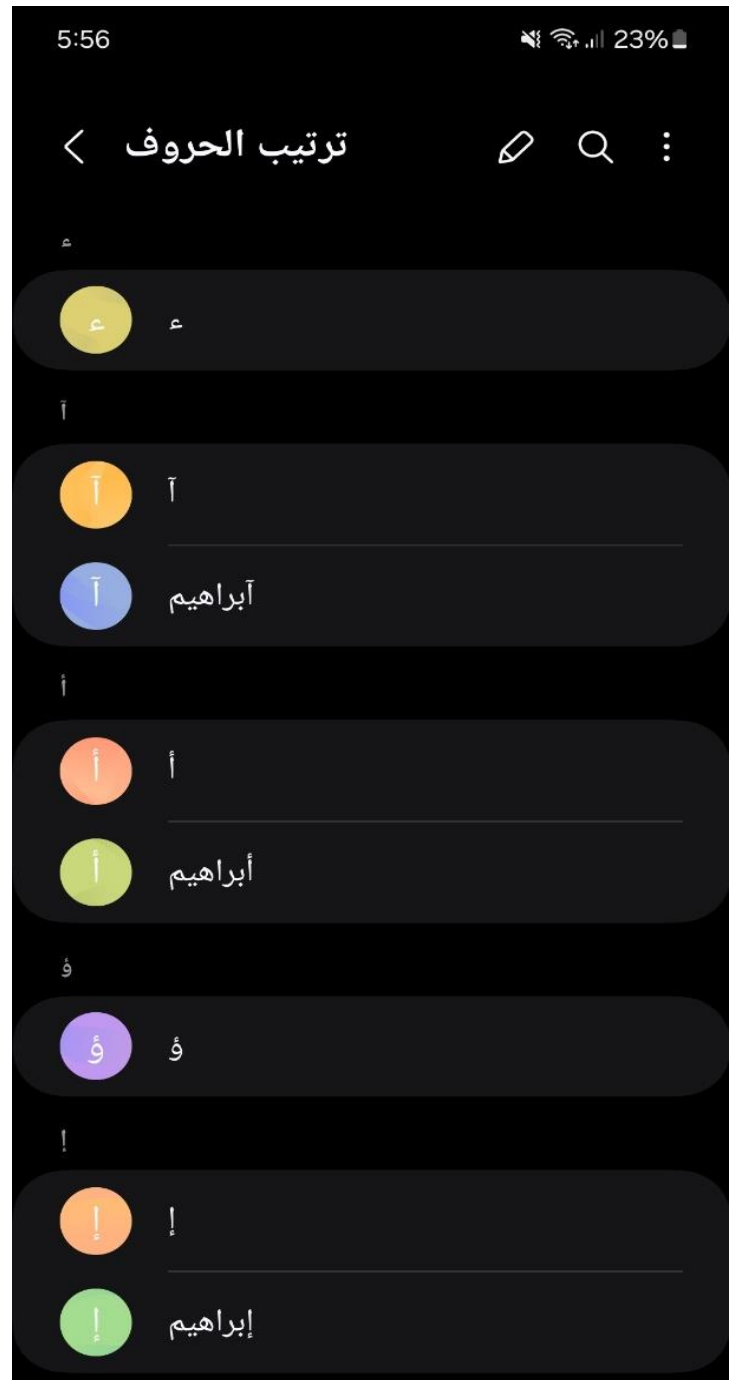 5:56 23%
ترتيب الحروف
ء
ء ء
آ
آ آ
آ آبراهيم
أ
أ أ
أ أبراهيم
ؤ
ؤ ؤ
إ
إ إ
إ إبراهيم